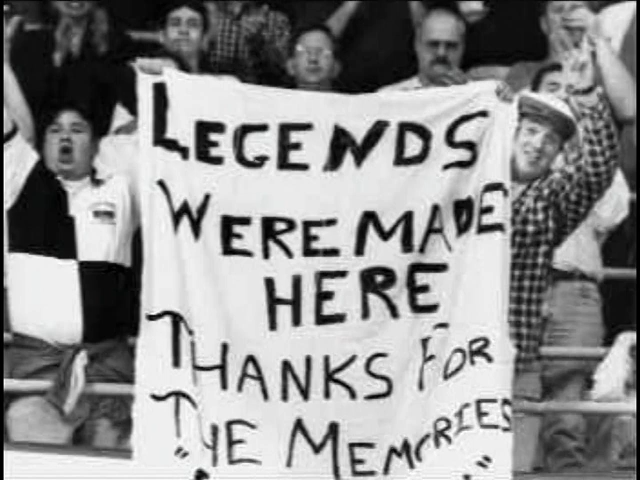 LEGENDS
WERE MADE
HERE
THANKS FOR
THE MEMORIES